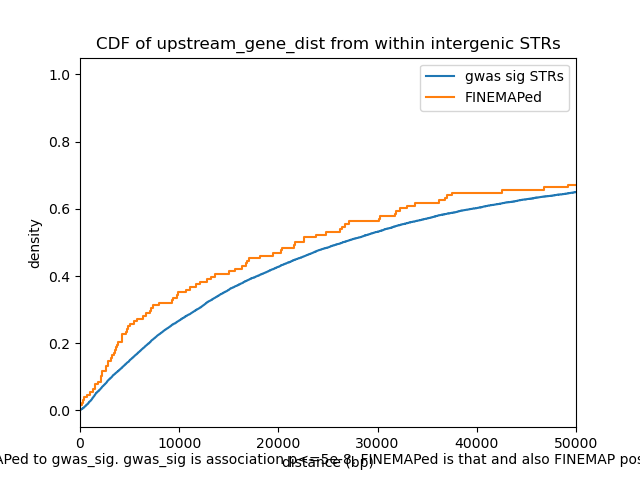 CDF of upstream_gene_dist from within intergenic STRs
gwas sig STRs
FINEMAPed
density
1.0
0.8
0.6
0.4
0.2
0.0
0
10000
20000
30000
40000
50000
distance (bp)
to gwas_sig. gwas_sig is association p<=5e-8, FINEMAPed is that and also FINEMAP